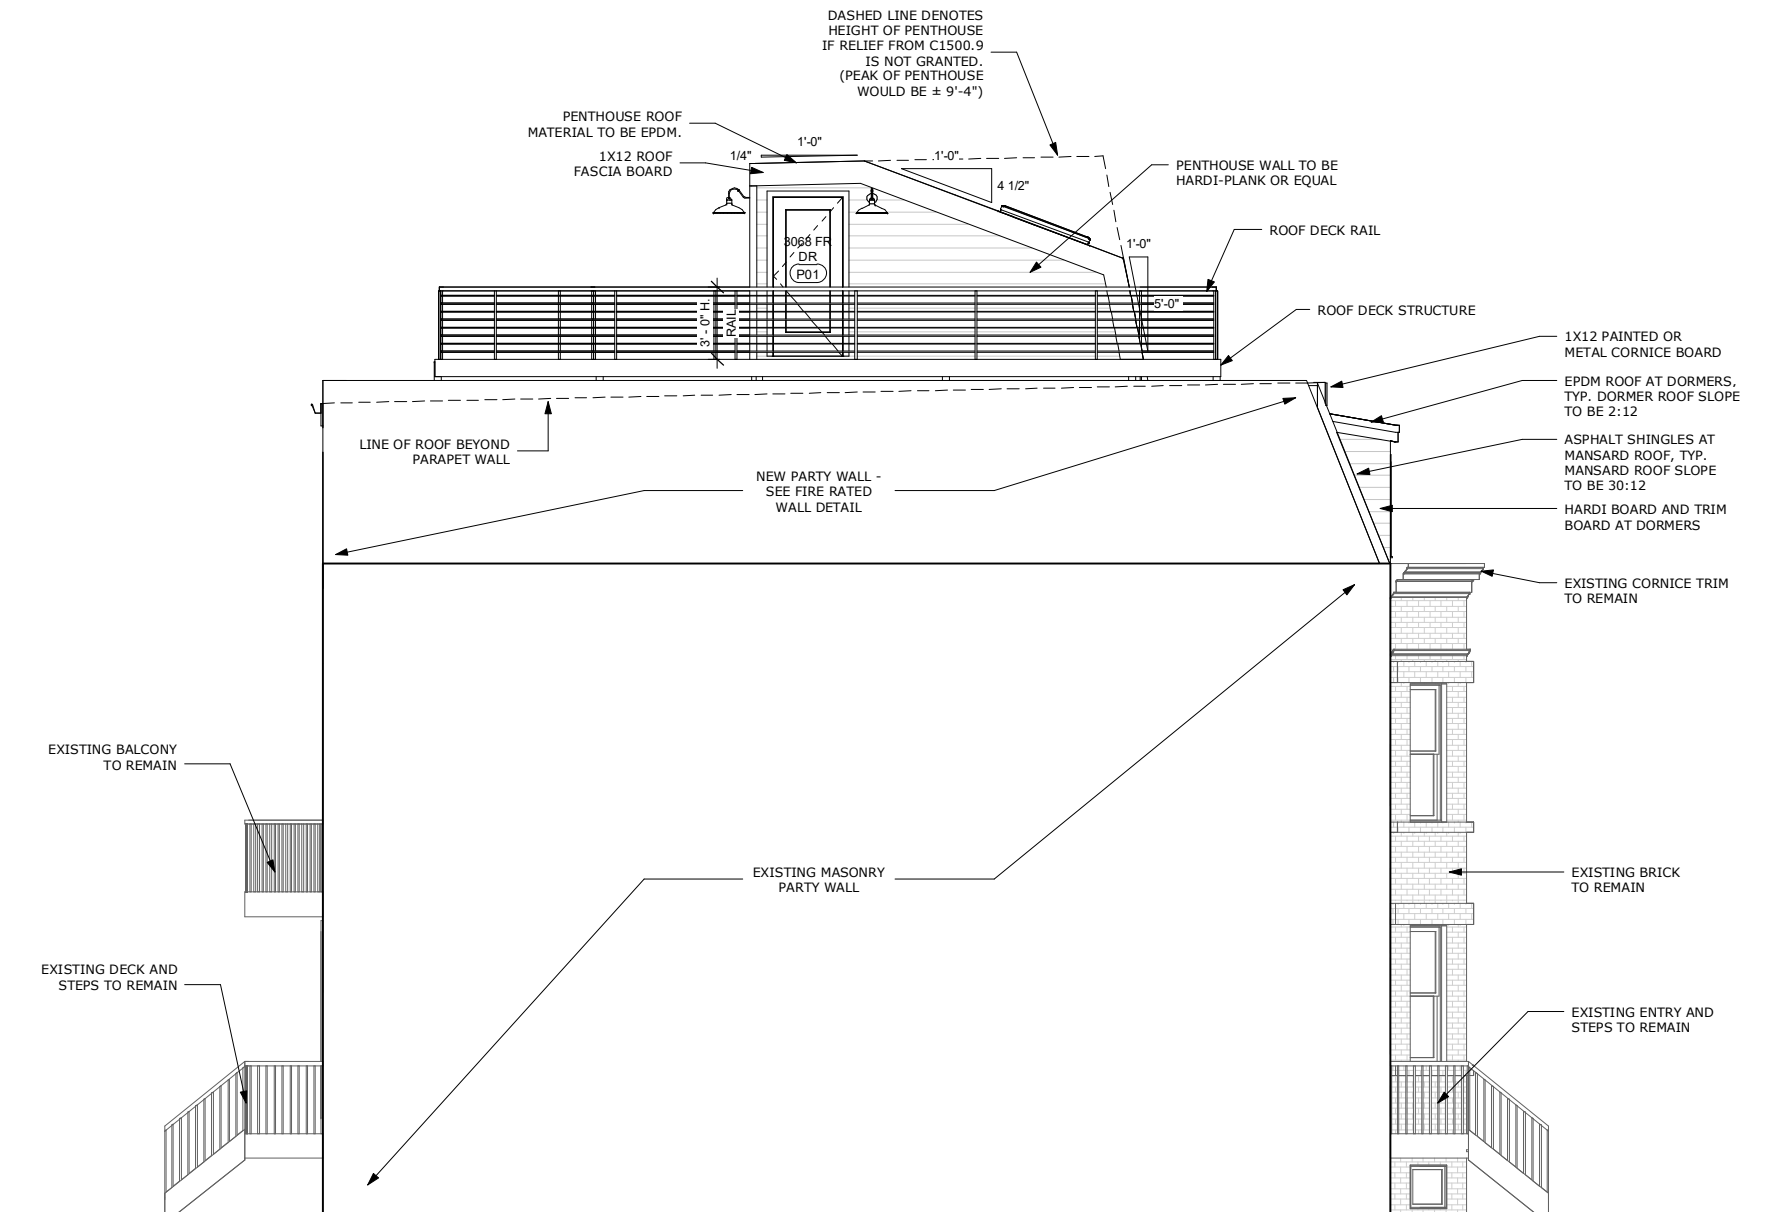 DASHED LINE DENOTES
HEIGHT OF PENTHOUSE
IF RELIEF FROM C1500.9
IS NOT GRANTED.
(PEAK OF PENTHOUSE
WOULD BE ± 9'-4")
PENTHOUSE ROOF
MATERIAL TO BE EPDM.
1X12 ROOF
FASCIA BOARD
1/4"
1'-0"
1'-0"
4 1/2"
PENTHOUSE WALL TO BE
HARDI-PLANK OR EQUAL
ROOF DECK RAIL
3068 FR
DR
P01
1'-0"
5'-0"
3' - 0" H.
RAIL
ROOF DECK STRUCTURE
1X12 PAINTED OR
METAL CORNICE BOARD
EPDM ROOF AT DORMERS,
TYP. DORMER ROOF SLOPE
TO BE 2:12
ASPHALT SHINGLES AT
MANSARD ROOF, TYP.
MANSARD ROOF SLOPE
TO BE 30:12
HARDI BOARD AND TRIM
BOARD AT DORMERS
LINE OF ROOF BEYOND
PARAPET WALL
NEW PARTY WALL -
SEE FIRE RATED
WALL DETAIL
EXISTING CORNICE TRIM
TO REMAIN
EXISTING BALCONY
TO REMAIN
EXISTING MASONRY
PARTY WALL
EXISTING BRICK
TO REMAIN
EXISTING DECK AND
STEPS TO REMAIN
EXISTING ENTRY AND
STEPS TO REMAIN